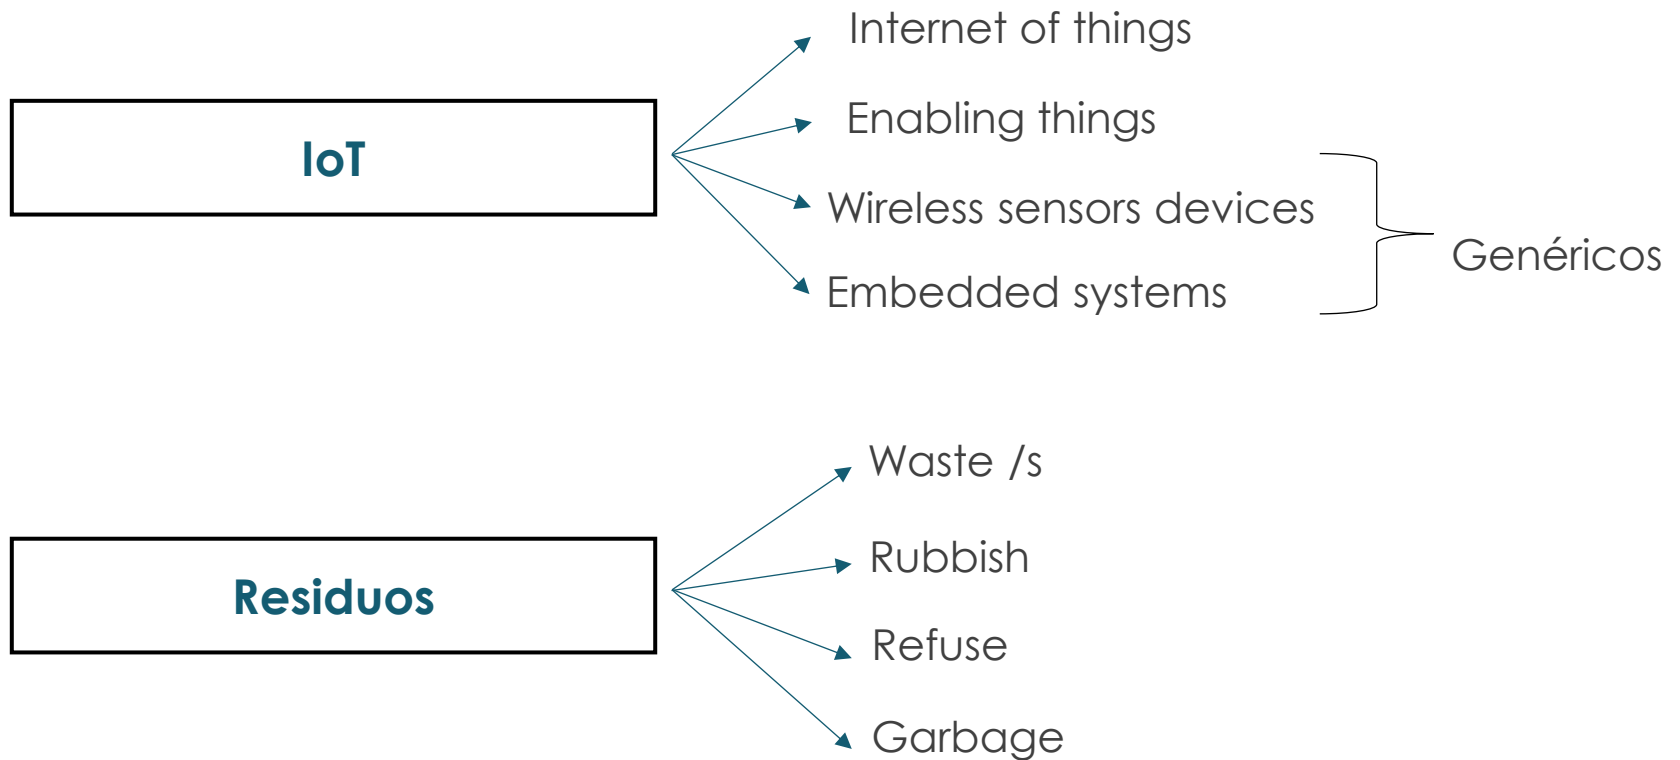 IoT
Internet of things
Enabling things
Wireless sensors devices
Embedded systems
Genéricos
Residuos
Waste /s
Rubbish
Refuse
Garbage